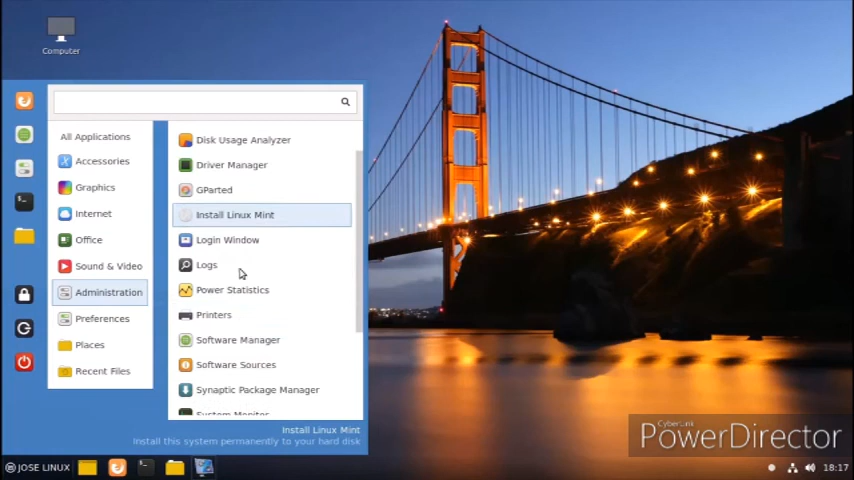 Computer
All Applications
Accessories
Graphics
Internet
Office
Sound & Video
Administration
Preferences
Places
Recent Files
Disk Usage Analyzer
Driver Manager
GParted
Install Linux Mint
Login Window
Logs
Power Statistics
Printers
Software Manager
Software Sources
Synaptic Package Manager
System Monitor
Install Linux Mint
Install this system permanently to your hard disk
CyberLink
PowerDirector
JOSE LINUX
18:17